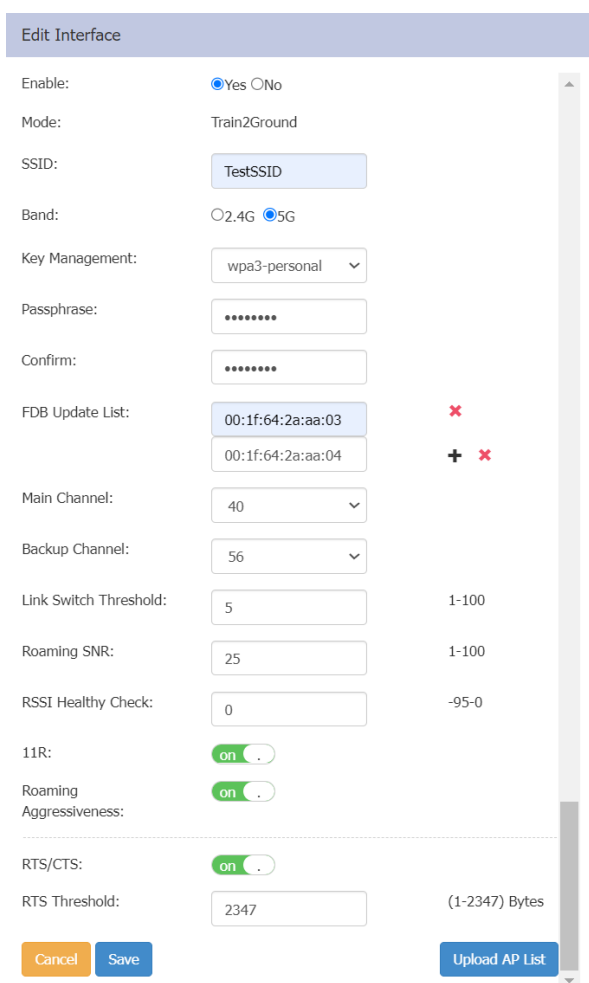 Edit Interface
Enable: Yes No
Mode: Train2Ground
SSID: TestSSID
Band: 2.4G 5G
Key Management: wpa3-personal
Passphrase: ••••••••
Confirm: ••••••••
FDB Update List: 00:1f:64:2a:aa:03
00:1f:64:2a:aa:04
Main Channel: 40
Backup Channel: 56
Link Switch Threshold: 5 1-100
Roaming SNR: 25 1-100
RSSI Healthy Check: 0 -95-0
11R: on .
Roaming
Aggressiveness: on .
RTS/CTS: on .
RTS Threshold: 2347 (1-2347) Bytes
Cancel Save Upload AP List